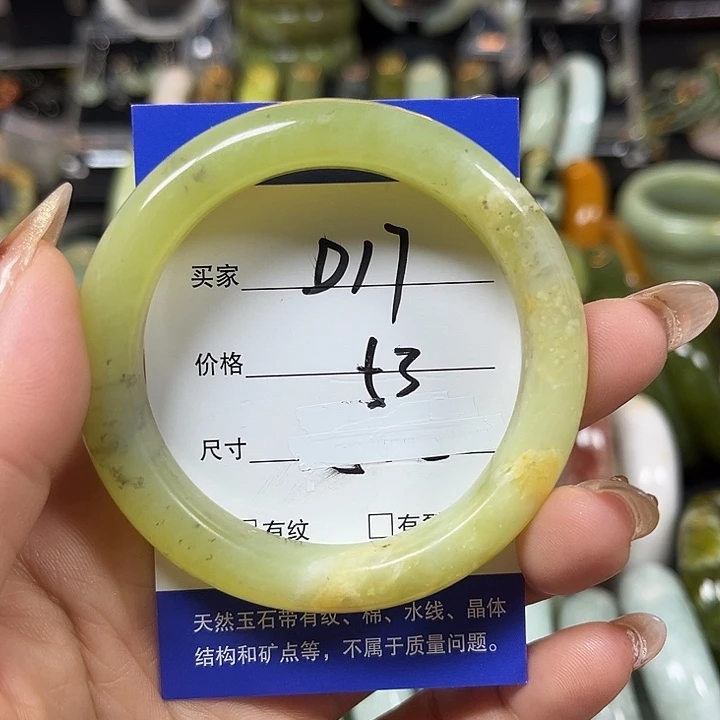 买家 D17
价格 t3
尺寸
有纹 □有
天然玉石带有纹、棉、水线、晶体
结构和矿点等，不属于质量问题。